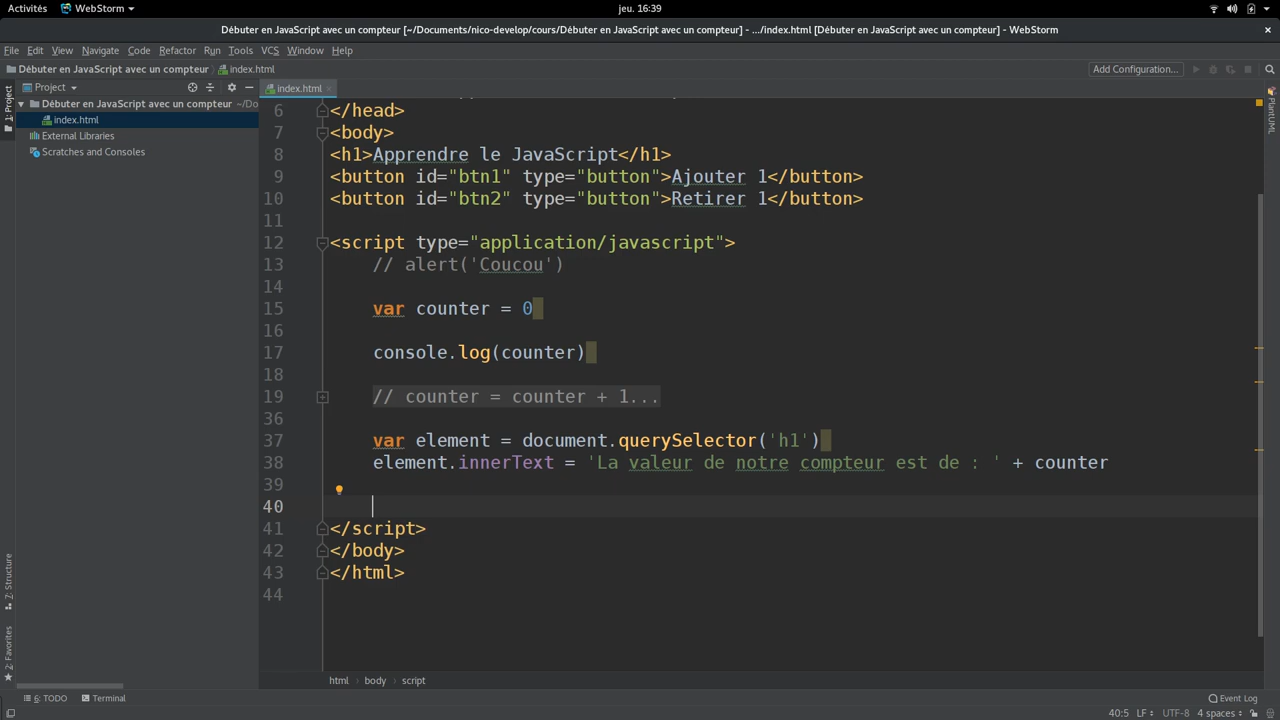 Activités
WebStorm
jeu. 16:39
Débuter en JavaScript avec un compteur [~/Documents/nico-develop/cours/Débuter en JavaScript avec un compteur] - .../index.html [Débuter en JavaScript avec un compteur] - WebStorm
File Edit View Navigate Code Refactor Run Tools VCS Window Help
Débuter en JavaScript avec un compteur index.html
Add Configuration...
Project
index.html
Débuter en JavaScript avec un compteur ~/Do
index.html
External Libraries
Scratches and Consoles
1: Project
Z: Structure
2: Favorites
PlantUML
6 </head>
7 <body>
8 <h1>Apprendre le JavaScript</h1>
9 <button id="btn1" type="button">Ajouter 1</button>
10 <button id="btn2" type="button">Retirer 1</button>
11
12 <script type="application/javascript">
13 // alert('Coucou')
14
15 var counter = 0
16
17 console.log(counter)
18
19 // counter = counter + 1...
36
37 var element = document.querySelector('h1')
38 element.innerText = 'La valeur de notre compteur est de : ' + counter
39
40
41 </script>
42 </body>
43 </html>
44
html body script
6: TODO Terminal
Event Log
40:5 LF UTF-8 4 spaces